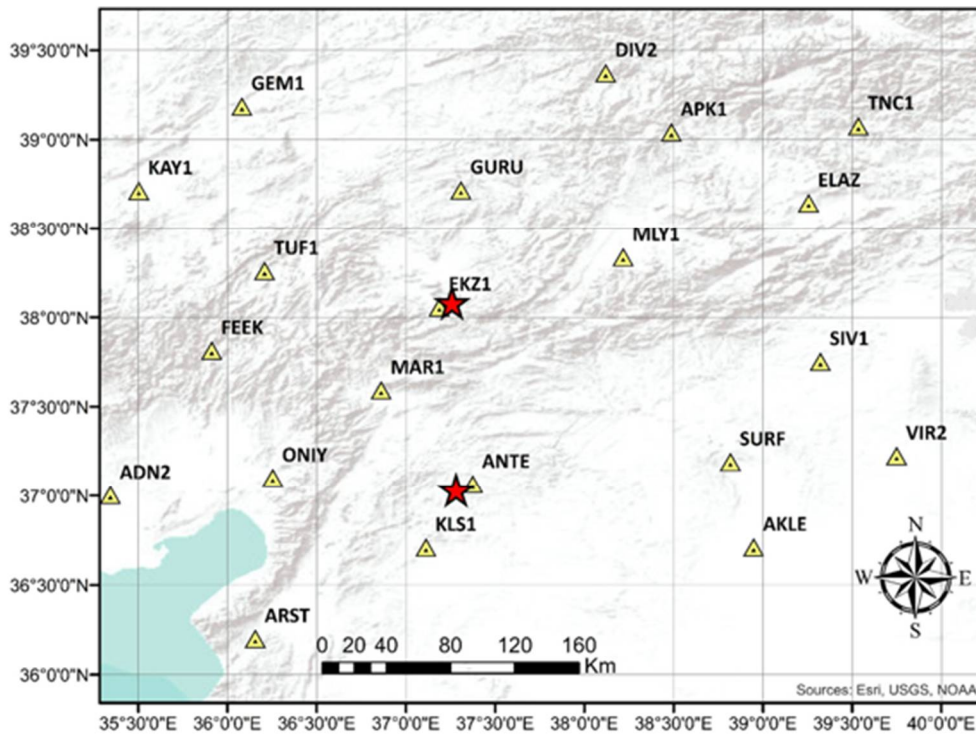 39°30'0"N
DIV2
GEM1
APK1
TNC1
39°0'0"N
KAY1
GURU
ELAZ
38°30'0"N
TUF1
MLY1
EKZ1
38°0'0"N
FEEK
SIV1
MAR1
37°30'0"N
ONIY
ANTE
SURF
VIR2
ADN2
37°0'0"N
KLS1
AKLE
N
W
E
S
36°30'0"N
ARST
0 20 40 80 120 160
Km
36°0'0"N
Sources: Esri, USGS, NOAA
35°30'0"E 36°0'0"E 36°30'0"E 37°0'0"E 37°30'0"E 38°0'0"E 38°30'0"E 39°0'0"E 39°30'0"E 40°0'0"E